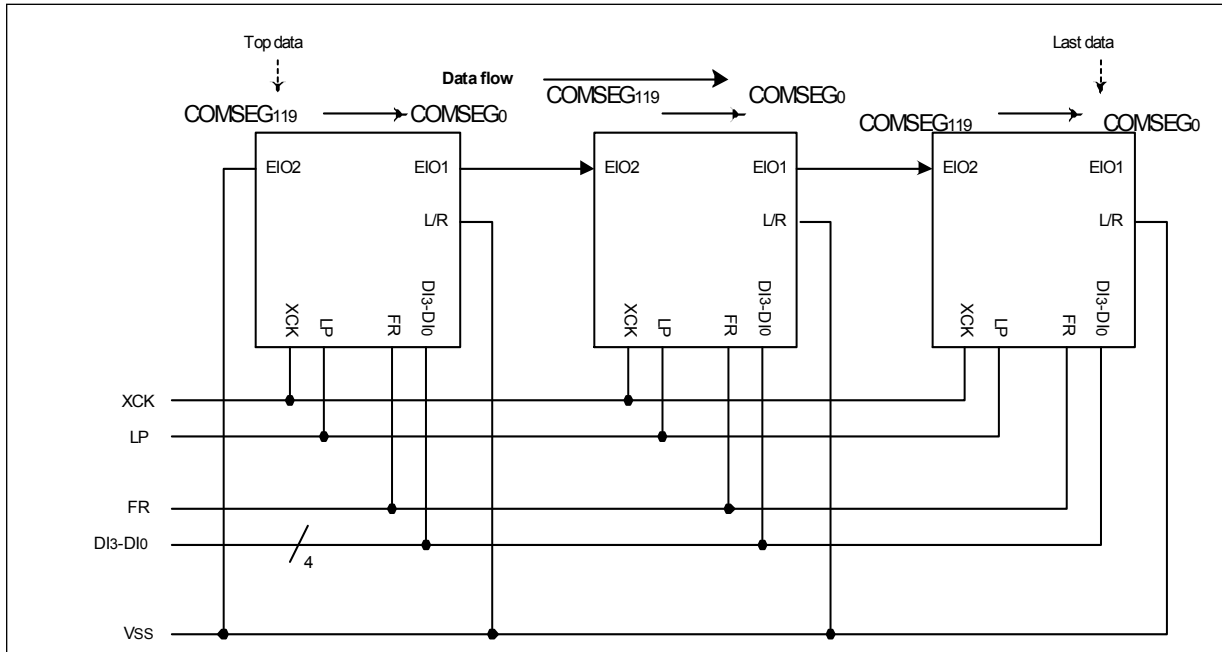 Top data
Last data
Data flow
COMSEG119
COMSEG0
COMSEG119
COMSEG0
COMSEG119
COMSEG0
EIO2
EIO1
EIO2
EIO1
EIO2
EIO1
L/R
L/R
L/R
XCK
LP
FR
DI3-DI0
XCK
LP
FR
DI3-DI0
XCK
LP
FR
DI3-DI0
XCK
LP
FR
DI3-DI0
4
VSS